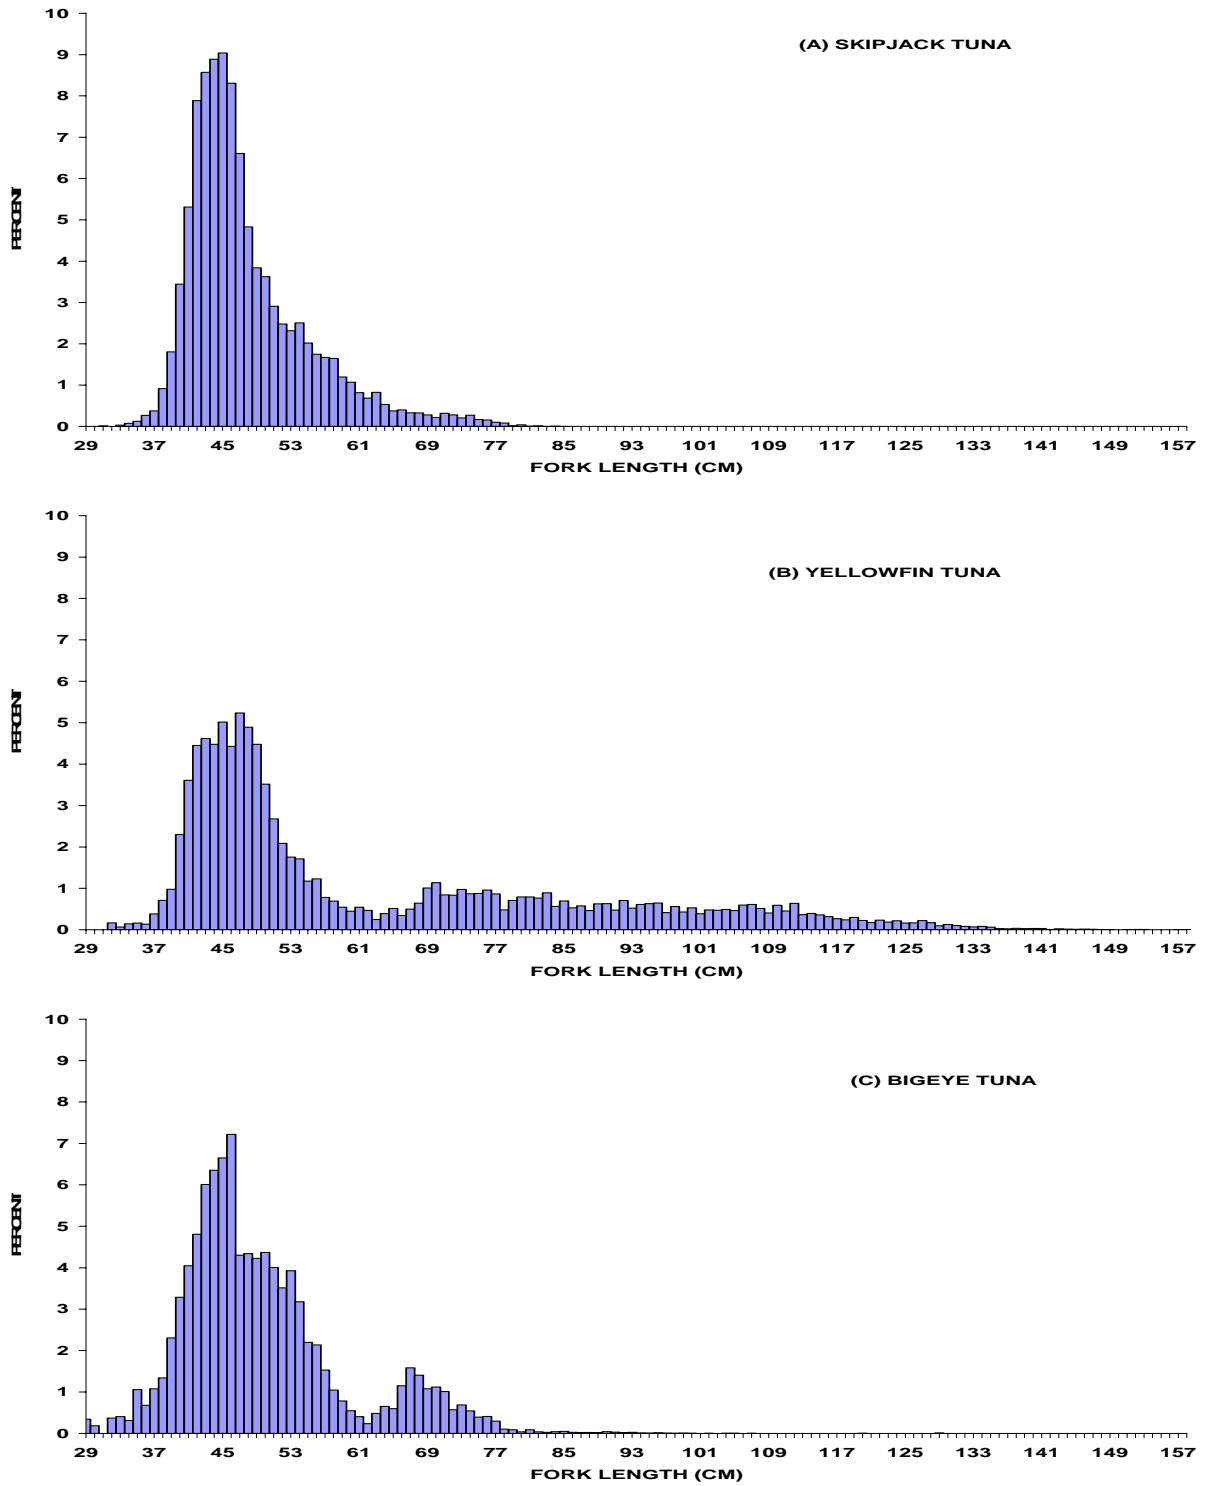 10
(A) SKIPJACK TUNA
9
8
7
6
PERCENT
5
4
3
2
1
0
29 37 45 53 61 69 77 85 93 101 109 117 125 133 141 149 157
FORK LENGTH (CM)
10
9
(B) YELLOWFIN TUNA
8
7
6
PERCENT
5
4
3
2
1
0
29 37 45 53 61 69 77 85 93 101 109 117 125 133 141 149 157
FORK LENGTH (CM)
10
9
(C) BIGEYE TUNA
8
7
6
PERCENT
5
4
3
2
1
0
29 37 45 53 61 69 77 85 93 101 109 117 125 133 141 149 157
FORK LENGTH (CM)